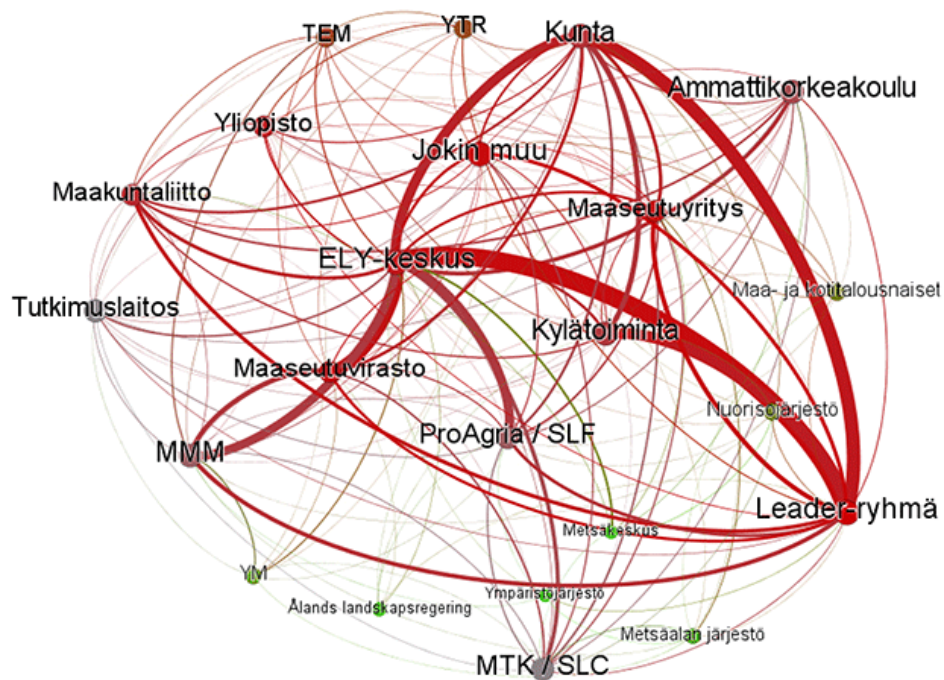 YTR
TEM
Kunta
Ammattikorkeakoulu
Yliopisto
Jokin muu
Maakuntaliitto
Maaseutuyritys
ELY-keskus
Maa- ja kotitalousnaiset
Tutkimuslaitos
Kylätoiminta
Maaseutuvirasto
Nuorisojärjestö
ProAgria / SLF
MMM
Leader-ryhmä
Metsäkeskus
YM
Ympäristöjärjestö
Ålands landskapsregering
Metsäalan järjestö
MTK / SLC